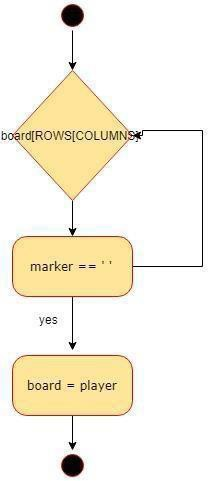 board[ROWS[COLUMNS]
marker == ' '
yes
board = player